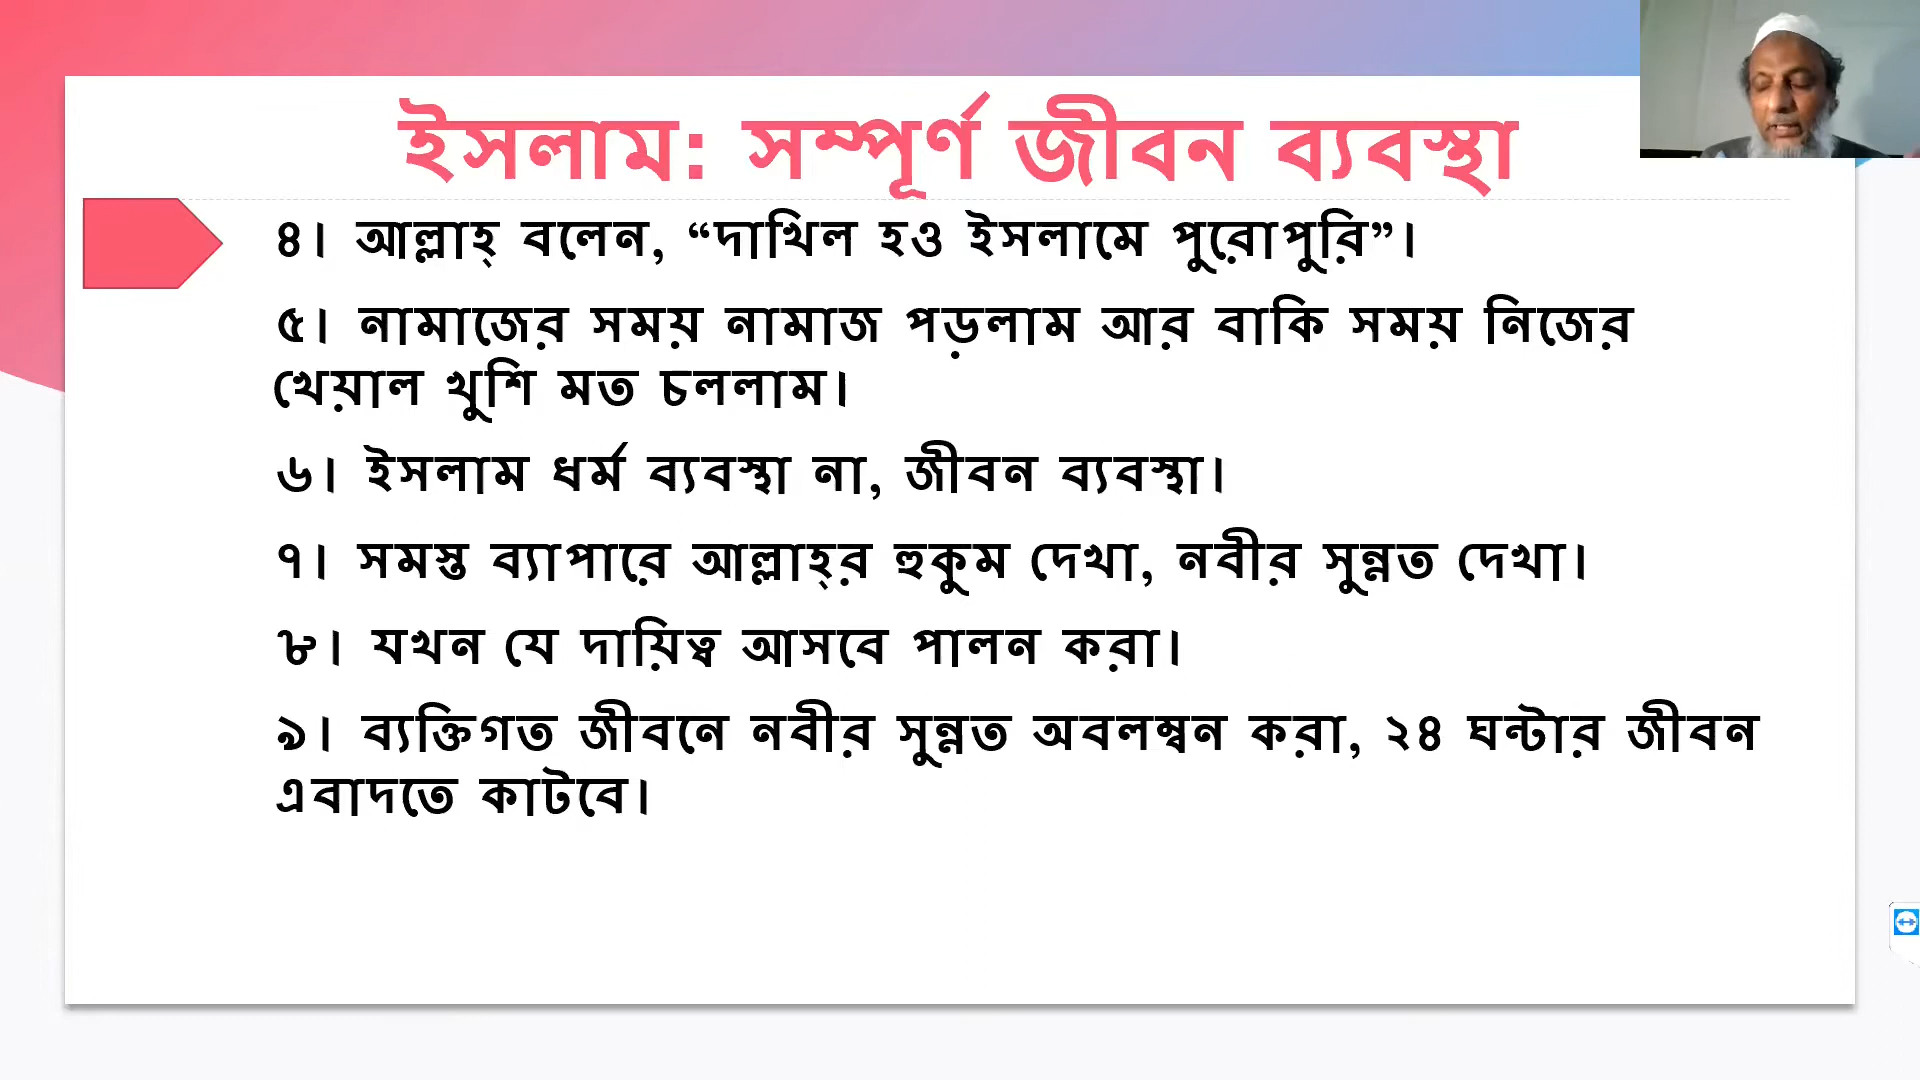 ইসলাম: সম্পূর্ণ জীবন ব্যবস্থা
৪। আল্লাহ্ বলেন, “দাখিল হও ইসলামে পুরোপুরি”।
৫। নামাজের সময় নামাজ পড়লাম আর বাকি সময় নিজের
খেয়াল খুশি মত চললাম।
৬। ইসলাম ধর্ম ব্যবস্থা না, জীবন ব্যবস্থা।
৭। সমস্ত ব্যাপারে আল্লাহ্‌র হুকুম দেখা, নবীর সুন্নত দেখা।
৮। যখন যে দায়িত্ব আসবে পালন করা।
৯। ব্যক্তিগত জীবনে নবীর সুন্নত অবলম্বন করা, ২৪ ঘন্টার জীবন
এবাদতে কাটবে।